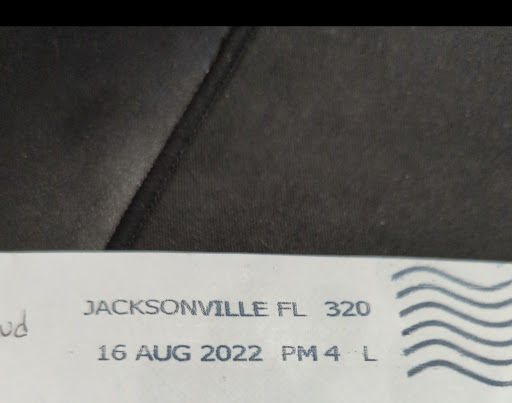 JACKSONVILLE FL 320
16 AUG 2022 PM 4 L